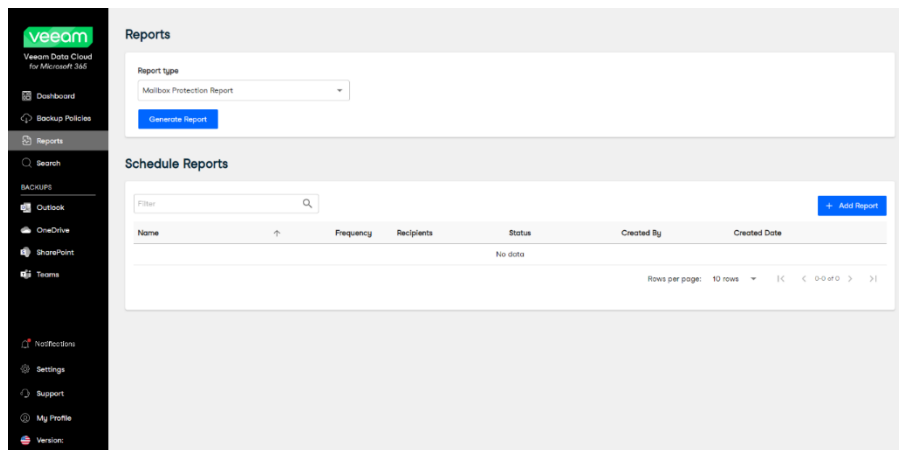 veeam
Veeam Data Cloud
for Microsoft 365
Dashboard
Backup Policies
Reports
Search
BACKUPS
Outlook
OneDrive
SharePoint
Teams
Notifications
Settings
Support
My Profile
Version:
Reports
Report type
Mailbox Protection Report
Generate Report
Schedule Reports
Filter
+ Add Report
Name Frequency Recipients Status Created By Created Date
No data
Rows per page: 10 rows 0-0 of 0